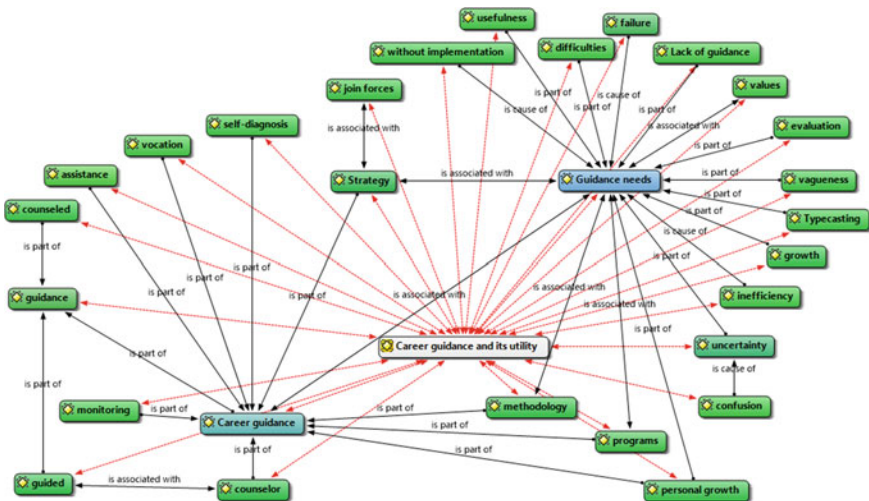 usefulness
failure
without implementation
difficulties
Lack of guidance
join forces
values
is part of
is cause of
is cause of
is part of
is part of
self-diagnosis
is associated with
is associated with
evaluation
vocation
is part of
assistance
Strategy
is associated with
Guidance needs
is part of
vagueness
counseled
is part of
Typecasting
is part of
is cause of
is part of
growth
is part of
is part of
is part of
is associated with
is associated with
guidance
inefficiency
is associated with
is part of
Career guidance and its utility
uncertainty
is part of
is cause of
is part of
monitoring
is part of
is part of
methodology
confusion
Career guidance
is part of
programs
is part of
is part of
guided
is associated with
counselor
personal growth